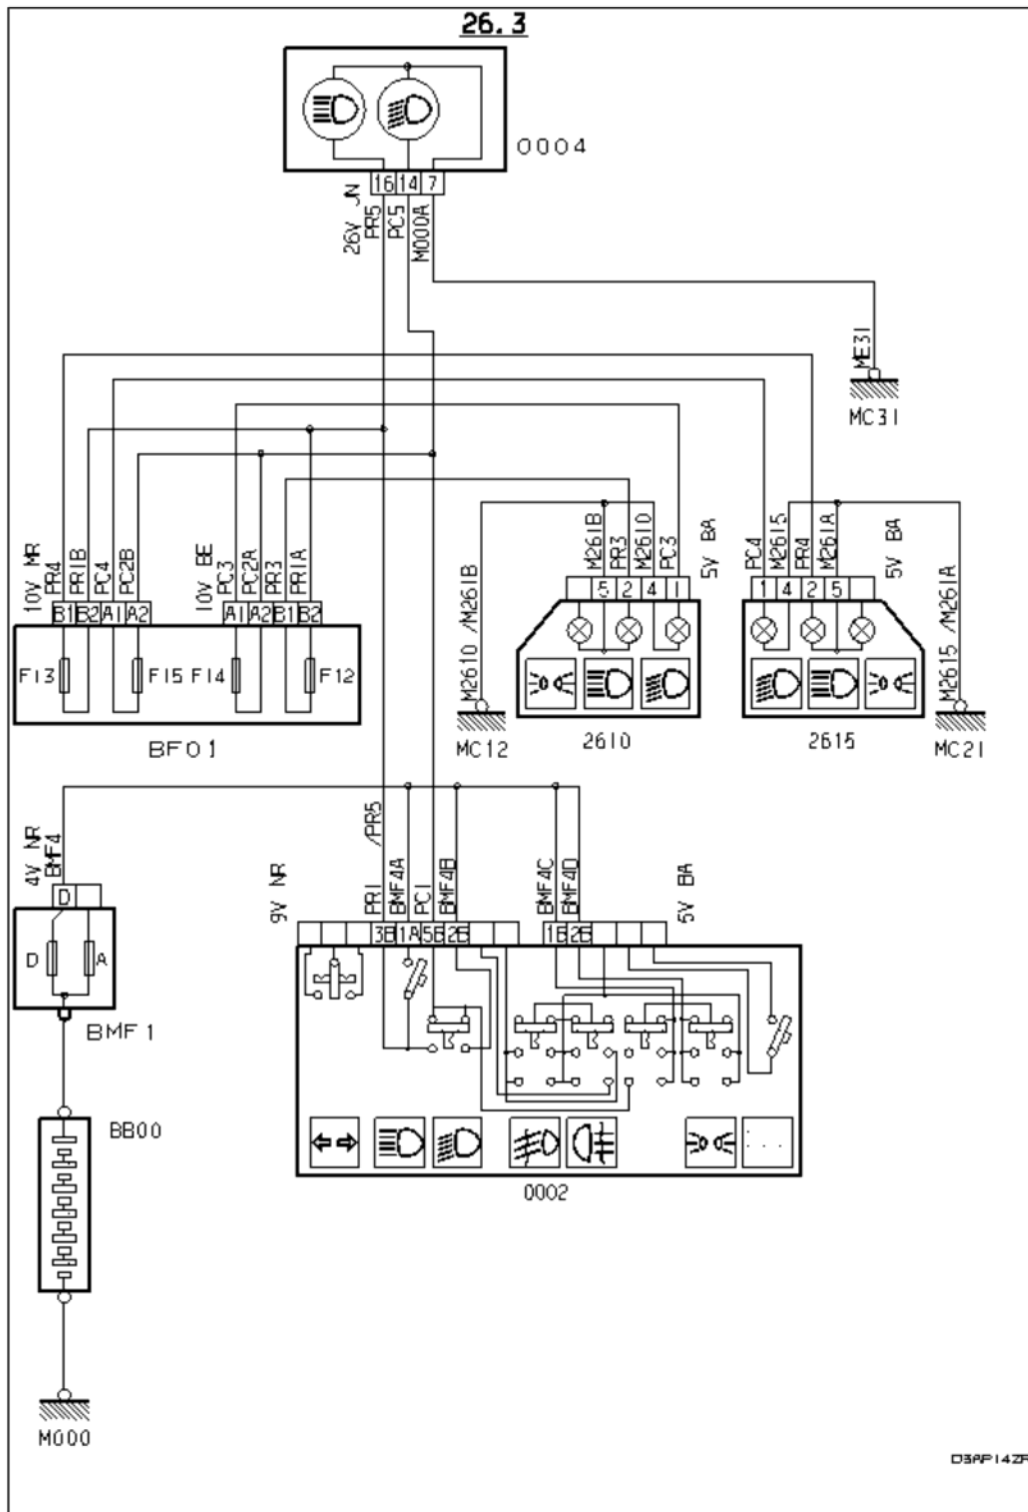 26.3
0004
16 14 7
26V JN
PR5
PC5
M000A
ME31
MC31
10V MR
PR4
PR1B
PC4
PC2B
10V BE
PC3
PC2A
PR3
PR1A
B1 B2 A1 A2
A1 A2 B1 B2
F13
F15
F14
F12
BF01
M2610 /M261B
MC12
M261B
PR3
M2610
PC3
5V BA
5 2 4 1
2610
PC4
M2615
PR4
M261A
5V BA
1 4 2 5
2615
M2615 /M261A
MC21
4V NR
BMF4
D
D
A
BMF1
9V NR
PR1
/PR5
BMF4A
PC1
BMF4B
BMF4C
BMF4D
5V BA
3B 1A 5B 2B
1B 2B
0002
BB00
M000
D3AP14ZP